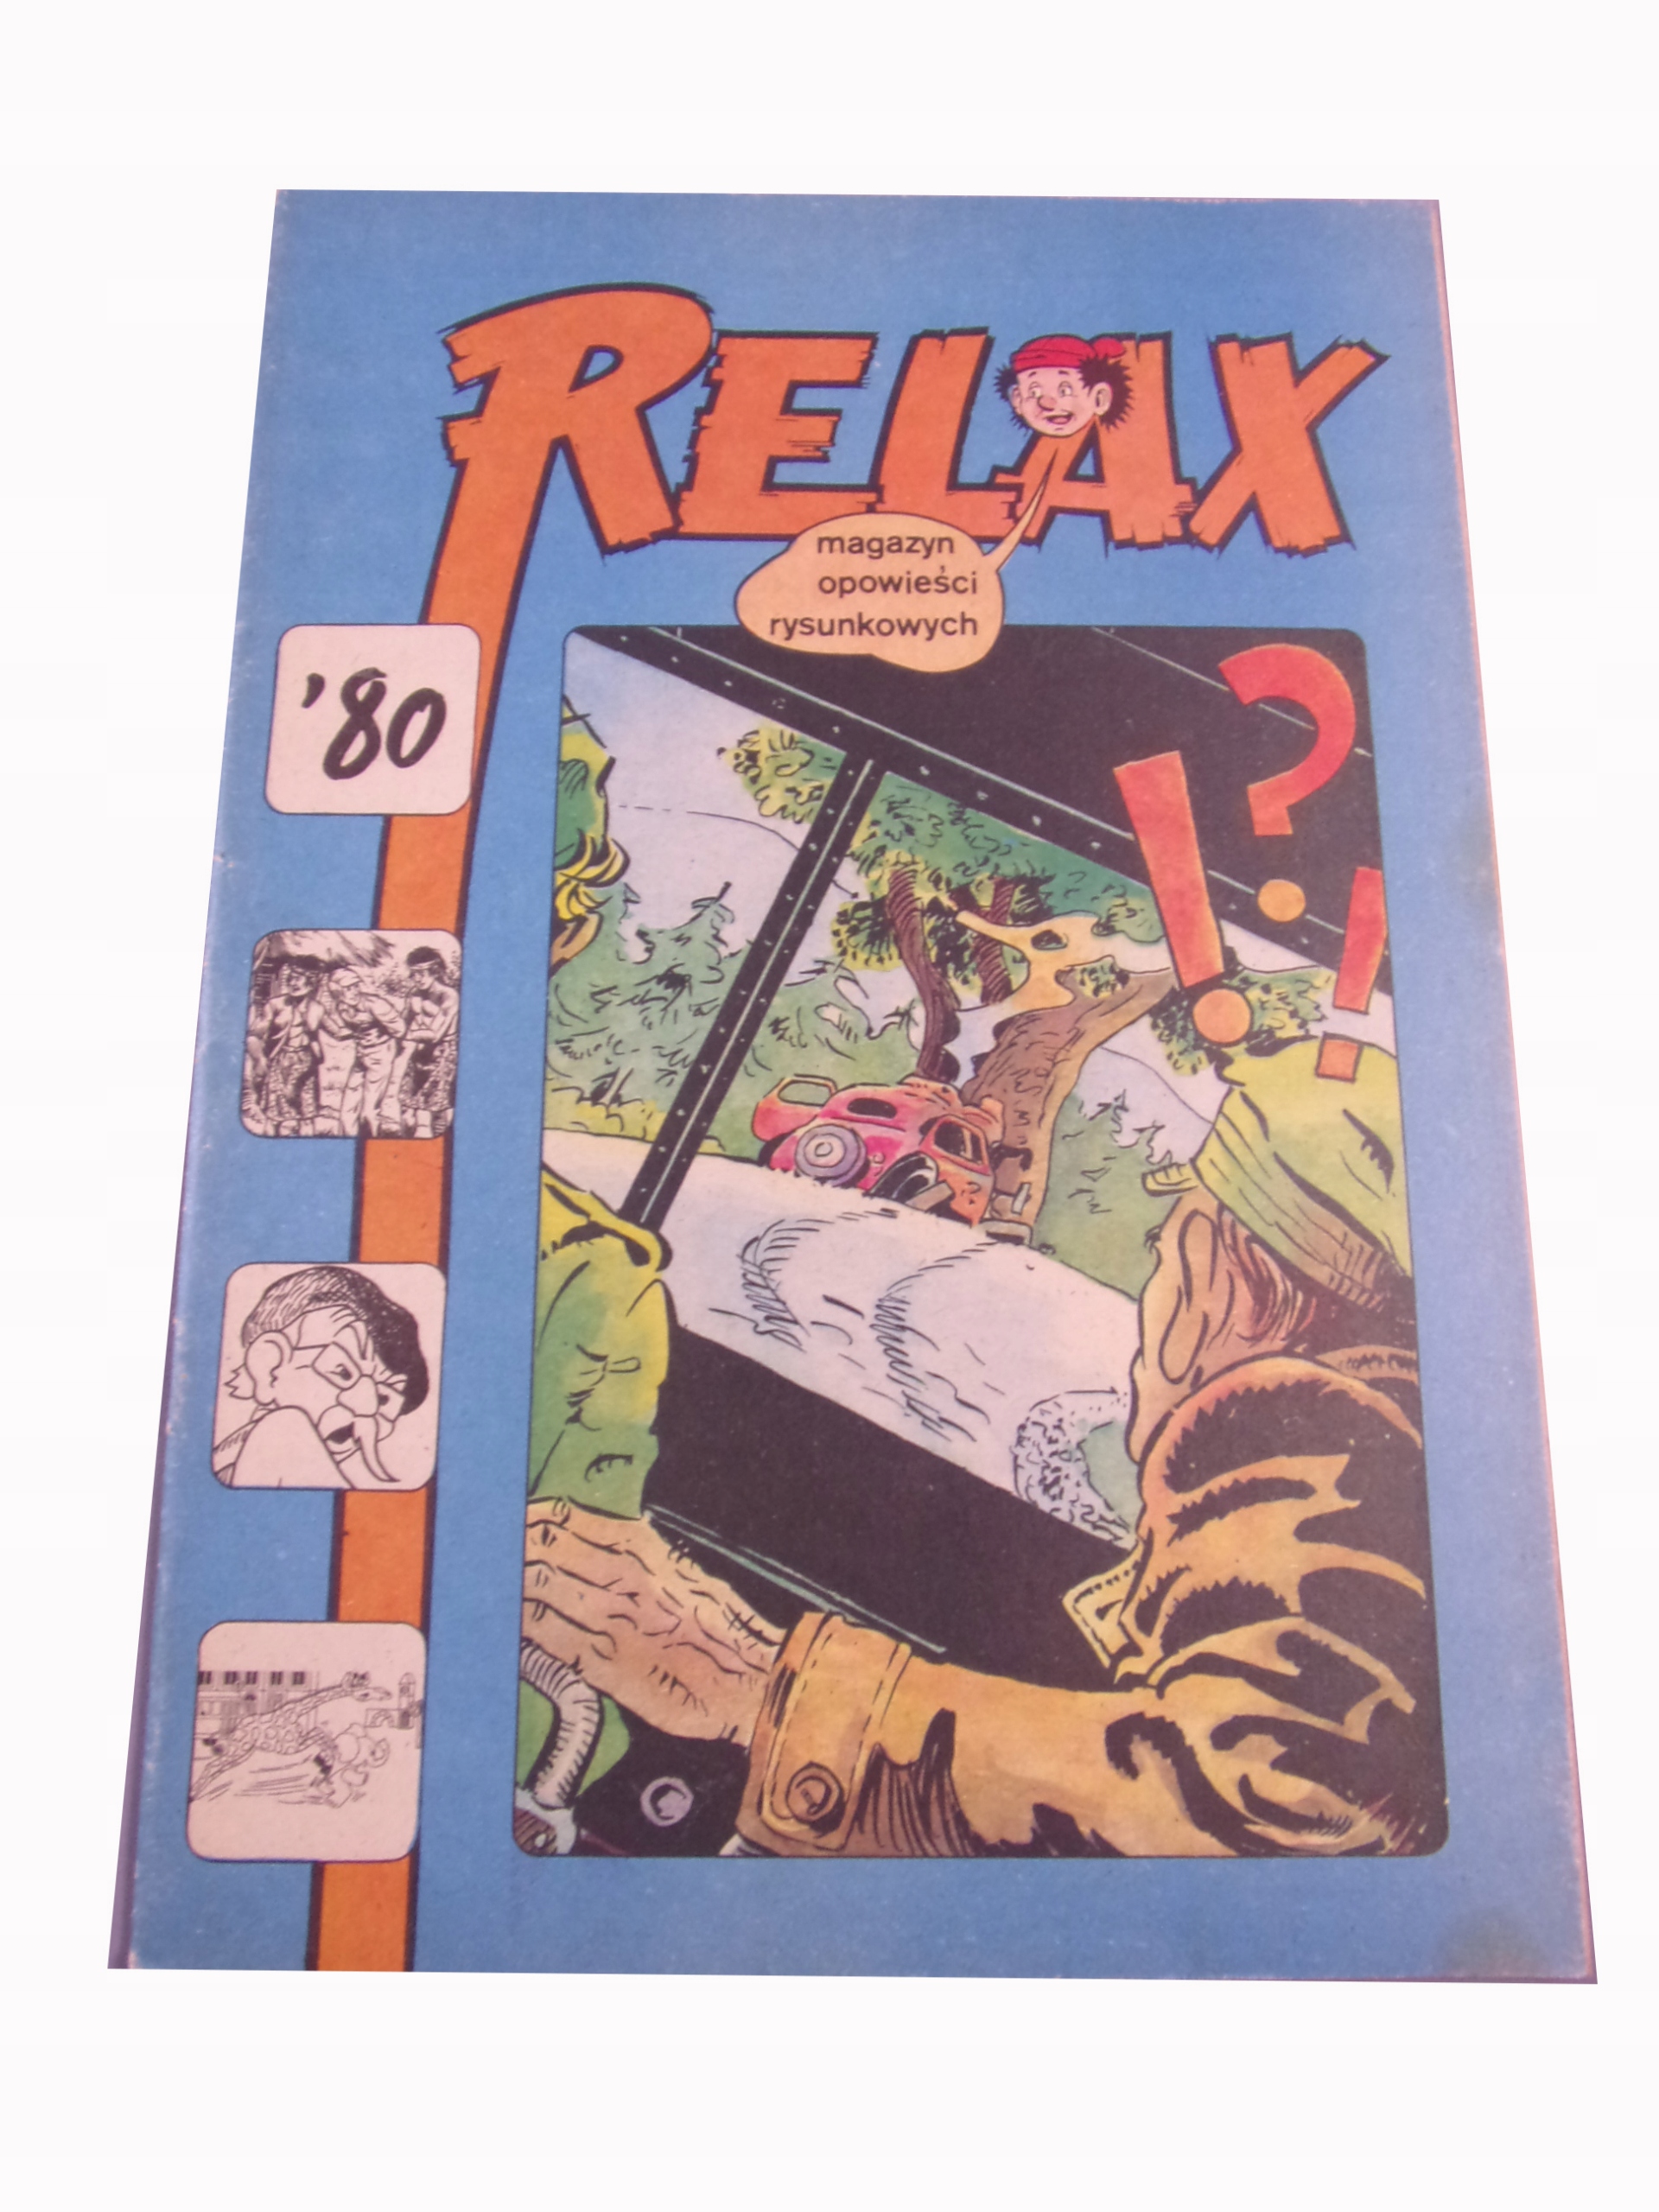 RELAX
magazyn
opowieści
rysunkowych
'80
!?!